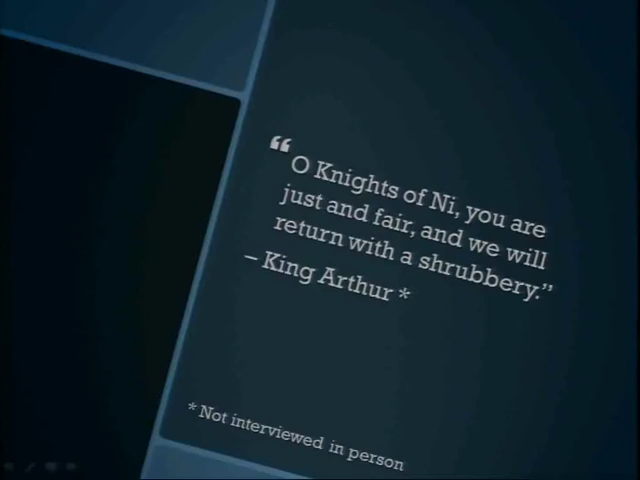 “
O Knights of Ni, you are
just and fair, and we will
return with a shrubbery.”
– King Arthur *
* Not interviewed in person